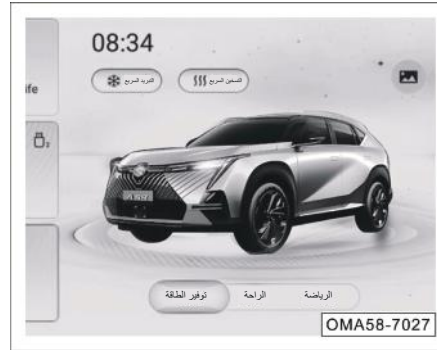 08:34
التبريد السريع
التسخين السريع
ife
توفير الطاقة
الراحة
الرياضة
OMA58-7027